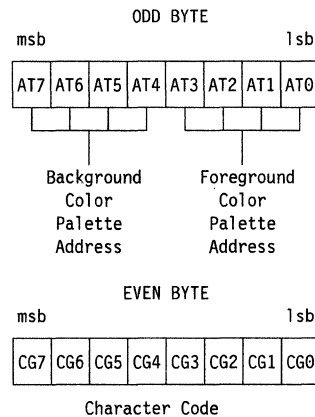 ODD BYTE
msb lsb
AT7 AT6 AT5 AT4 AT3 AT2 AT1 AT0
Background Foreground
Color Color
Palette Palette
Address Address
EVEN BYTE
msb lsb
CG7 CG6 CG5 CG4 CG3 CG2 CG1 CG0
Character Code